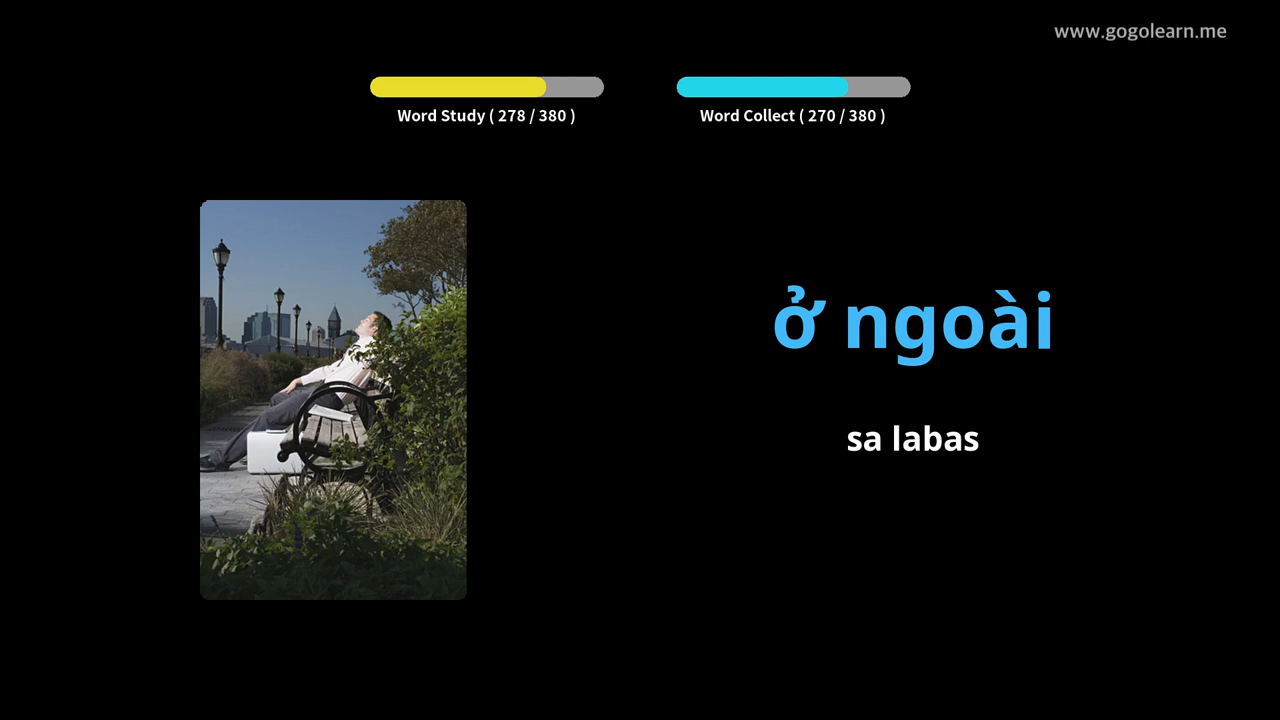 www.gogolearn.me
Word Study ( 278 / 380 )
Word Collect ( 270 / 380 )
ở ngoài
sa labas